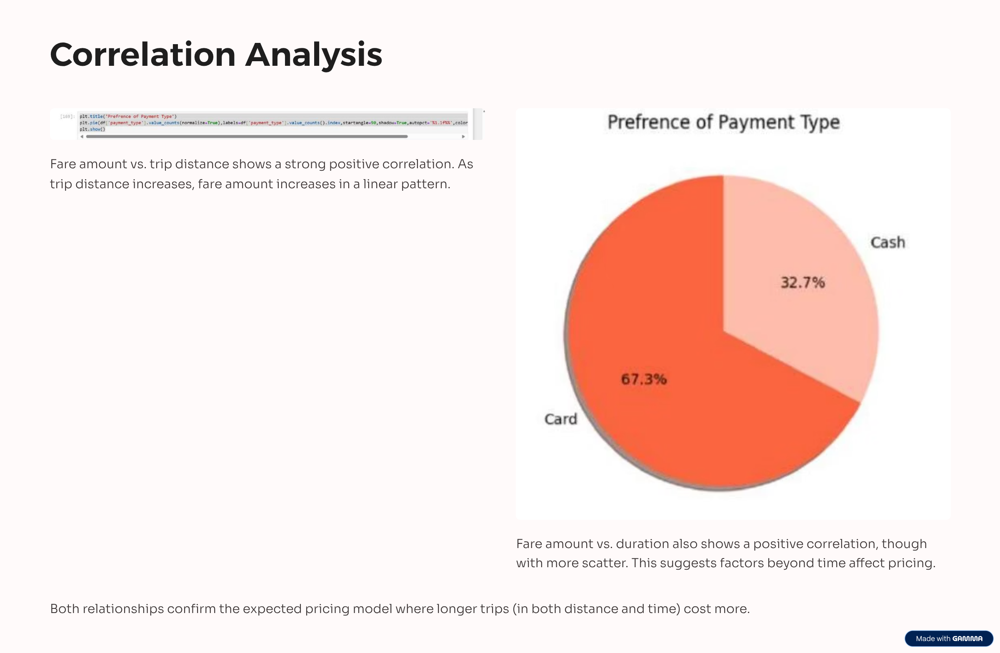 Correlation Analysis
[169]:
plt.title('Prefrence of Payment Type')
plt.pie(df['payment_type'].value_counts(normalize=True),labels=df['payment_type'].value_counts().index,startangle=90,shadow=True,autopct='%1.1f%%',color
plt.show()
Fare amount vs. trip distance shows a strong positive correlation. As
trip distance increases, fare amount increases in a linear pattern.
Prefrence of Payment Type
Cash
32.7%
67.3%
Card
Fare amount vs. duration also shows a positive correlation, though
with more scatter. This suggests factors beyond time affect pricing.
Both relationships confirm the expected pricing model where longer trips (in both distance and time) cost more.
Made with GAMMA